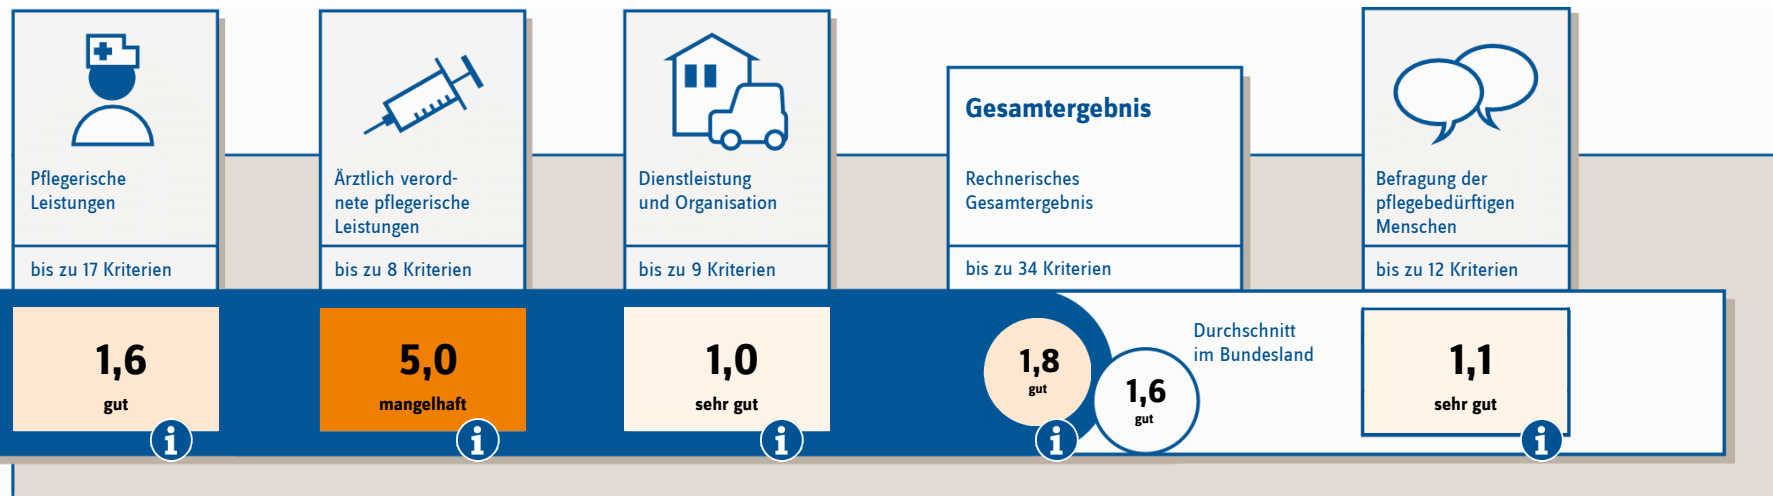 Pflegerische
Leistungen
bis zu 17 Kriterien
1,6
gut
i
Ärztlich verord-
nete pflegerische
Leistungen
bis zu 8 Kriterien
5,0
mangelhaft
i
Dienstleistung
und Organisation
bis zu 9 Kriterien
1,0
sehr gut
i
Gesamtergebnis
Rechnerisches
Gesamtergebnis
bis zu 34 Kriterien
1,8
gut
i
Durchschnitt
im Bundesland
1,6
gut
Befragung der
pflegebedürftigen
Menschen
bis zu 12 Kriterien
1,1
sehr gut
i